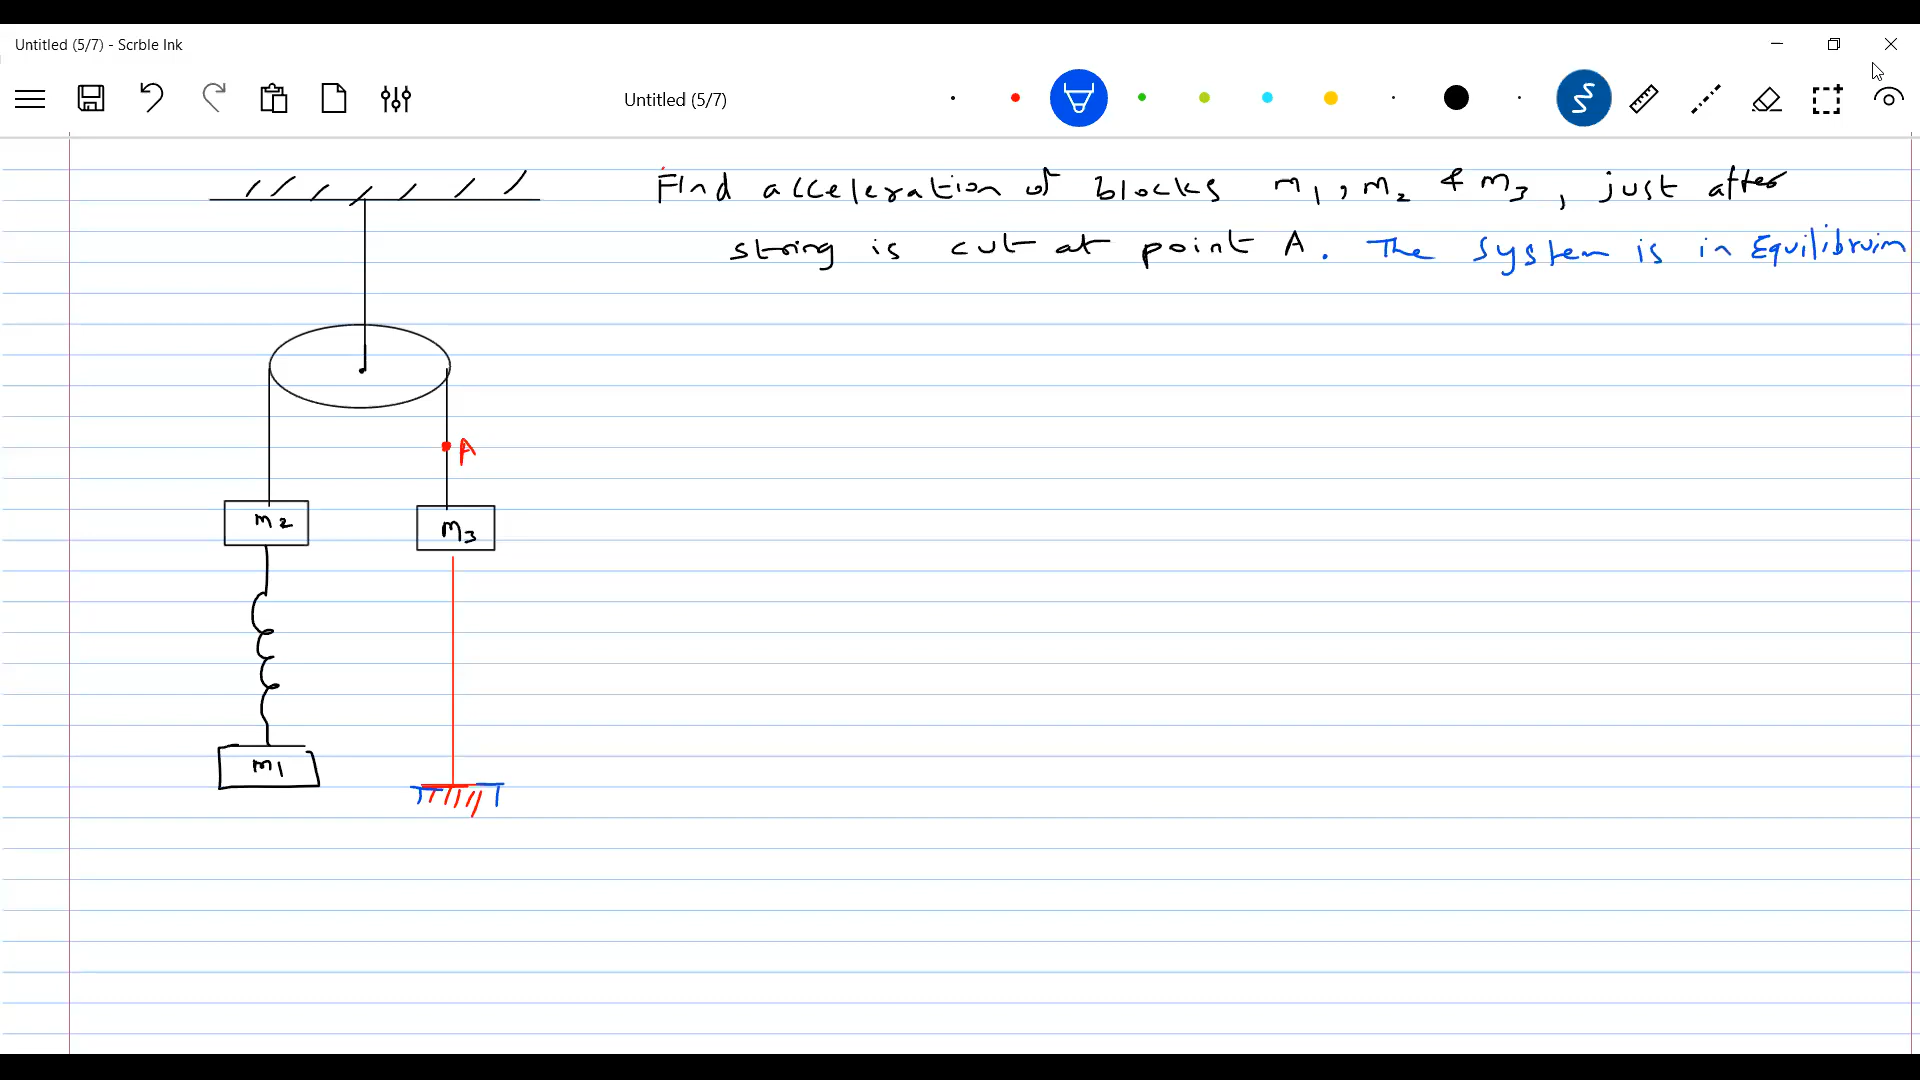 Untitled (5/7) - Scrble Ink
Untitled (5/7)
Find acceleration of blocks m1, m2 & m3, just after
string is cut at point A. The system is in Equilibruim
A
m2
m3
m1